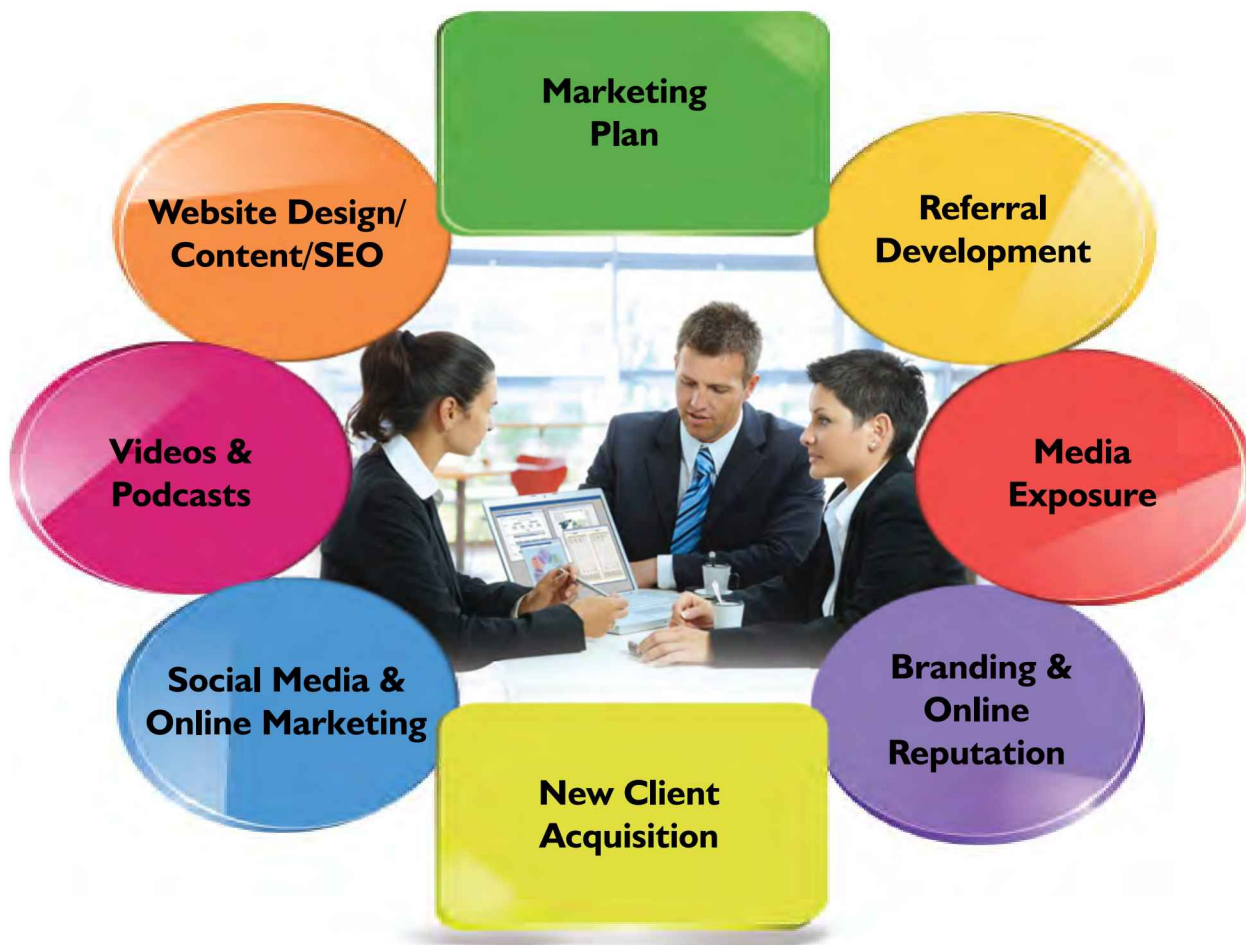 Marketing
Plan
Website Design/
Content/SEO
Referral
Development
Videos &
Podcasts
Media
Exposure
Social Media &
Online Marketing
Branding &
Online
Reputation
New Client
Acquisition